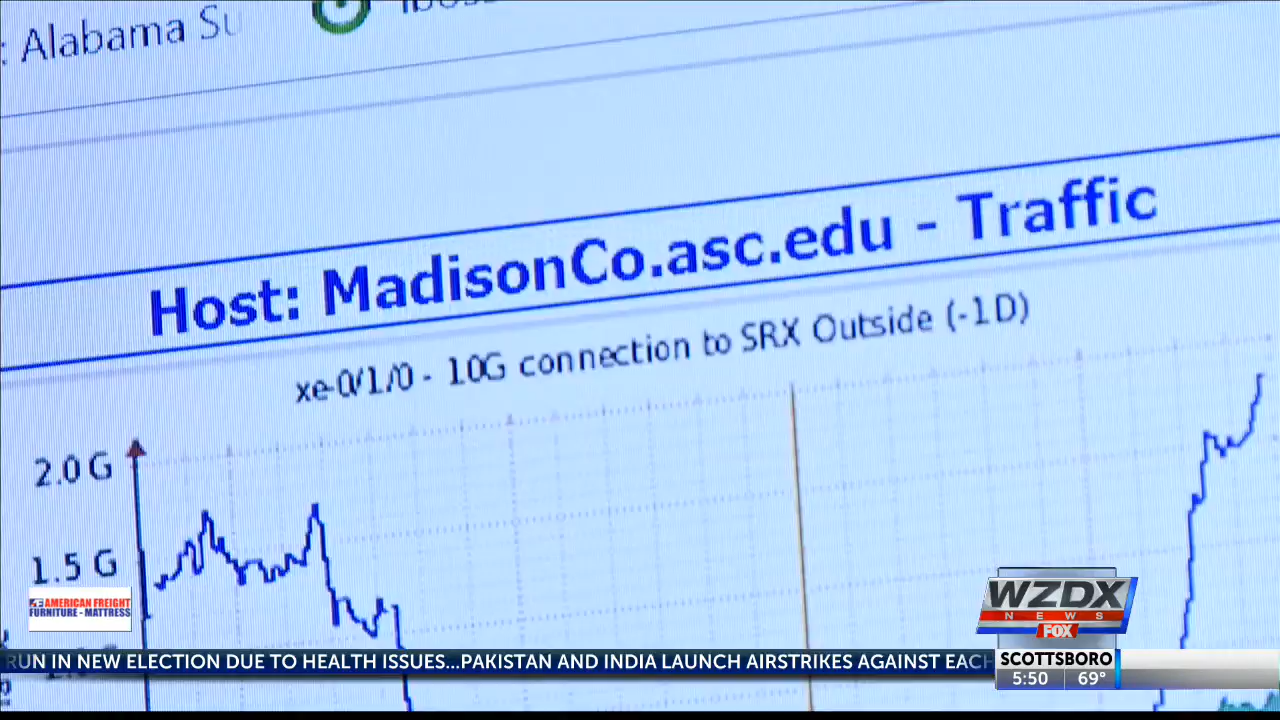 : Alabama Su
Host: MadisonCo.asc.edu - Traffic
xe-0/1/0 - 10G connection to SRX Outside (-1D)
2.0 G
1.5 G
AMERICAN FREIGHT
FURNITURE - MATTRESS
WZDX
NEWS
FOX
RUN IN NEW ELECTION DUE TO HEALTH ISSUES...PAKISTAN AND INDIA LAUNCH AIRSTRIKES AGAINST EACH
SCOTTSBORO
5:50 69°